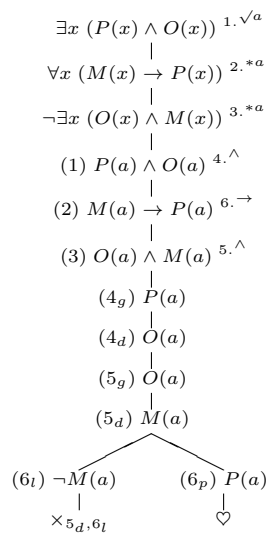 ∃x (P(x) ∧ O(x)) 1.√a
∀x (M(x) → P(x)) 2.*a
¬∃x (O(x) ∧ M(x)) 3.*a
(1) P(a) ∧ O(a) 4.∧
(2) M(a) → P(a) 6.→
(3) O(a) ∧ M(a) 5.∧
(4g) P(a)
(4d) O(a)
(5g) O(a)
(5d) M(a)
(6l) ¬M(a) (6p) P(a)
×5d,6l ♡